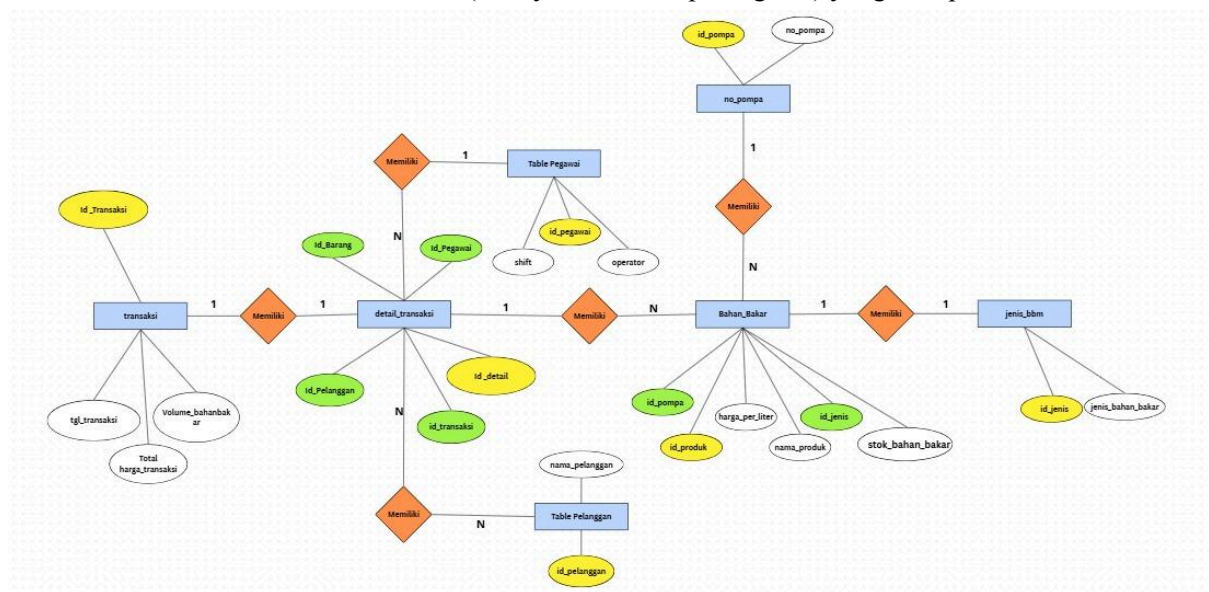 id_pompa
no_pompa
no_pompa
1
Memiliki
1
Table Pegawai
Memiliki
Id _Transaksi
id_pegawai
N
Id_Barang
Id_Pegawai
shift
operator
N
transaksi
1
Memiliki
1
detail_transaksi
1
Memiliki
N
Bahan_Bakar
1
Memiliki
1
jenis_bbm
Id_Pelanggan
Id _detail
id_pompa
harga_per_liter
id_jenis
id_jenis
jenis_bahan_bakar
tgl_transaksi
Volume_bahanbak
ar
N
id_transaksi
id_produk
nama_produk
stok_bahan_bakar
Total
harga_transaksi
nama_pelanggan
Memiliki
N
Table Pelanggan
id_pelanggan